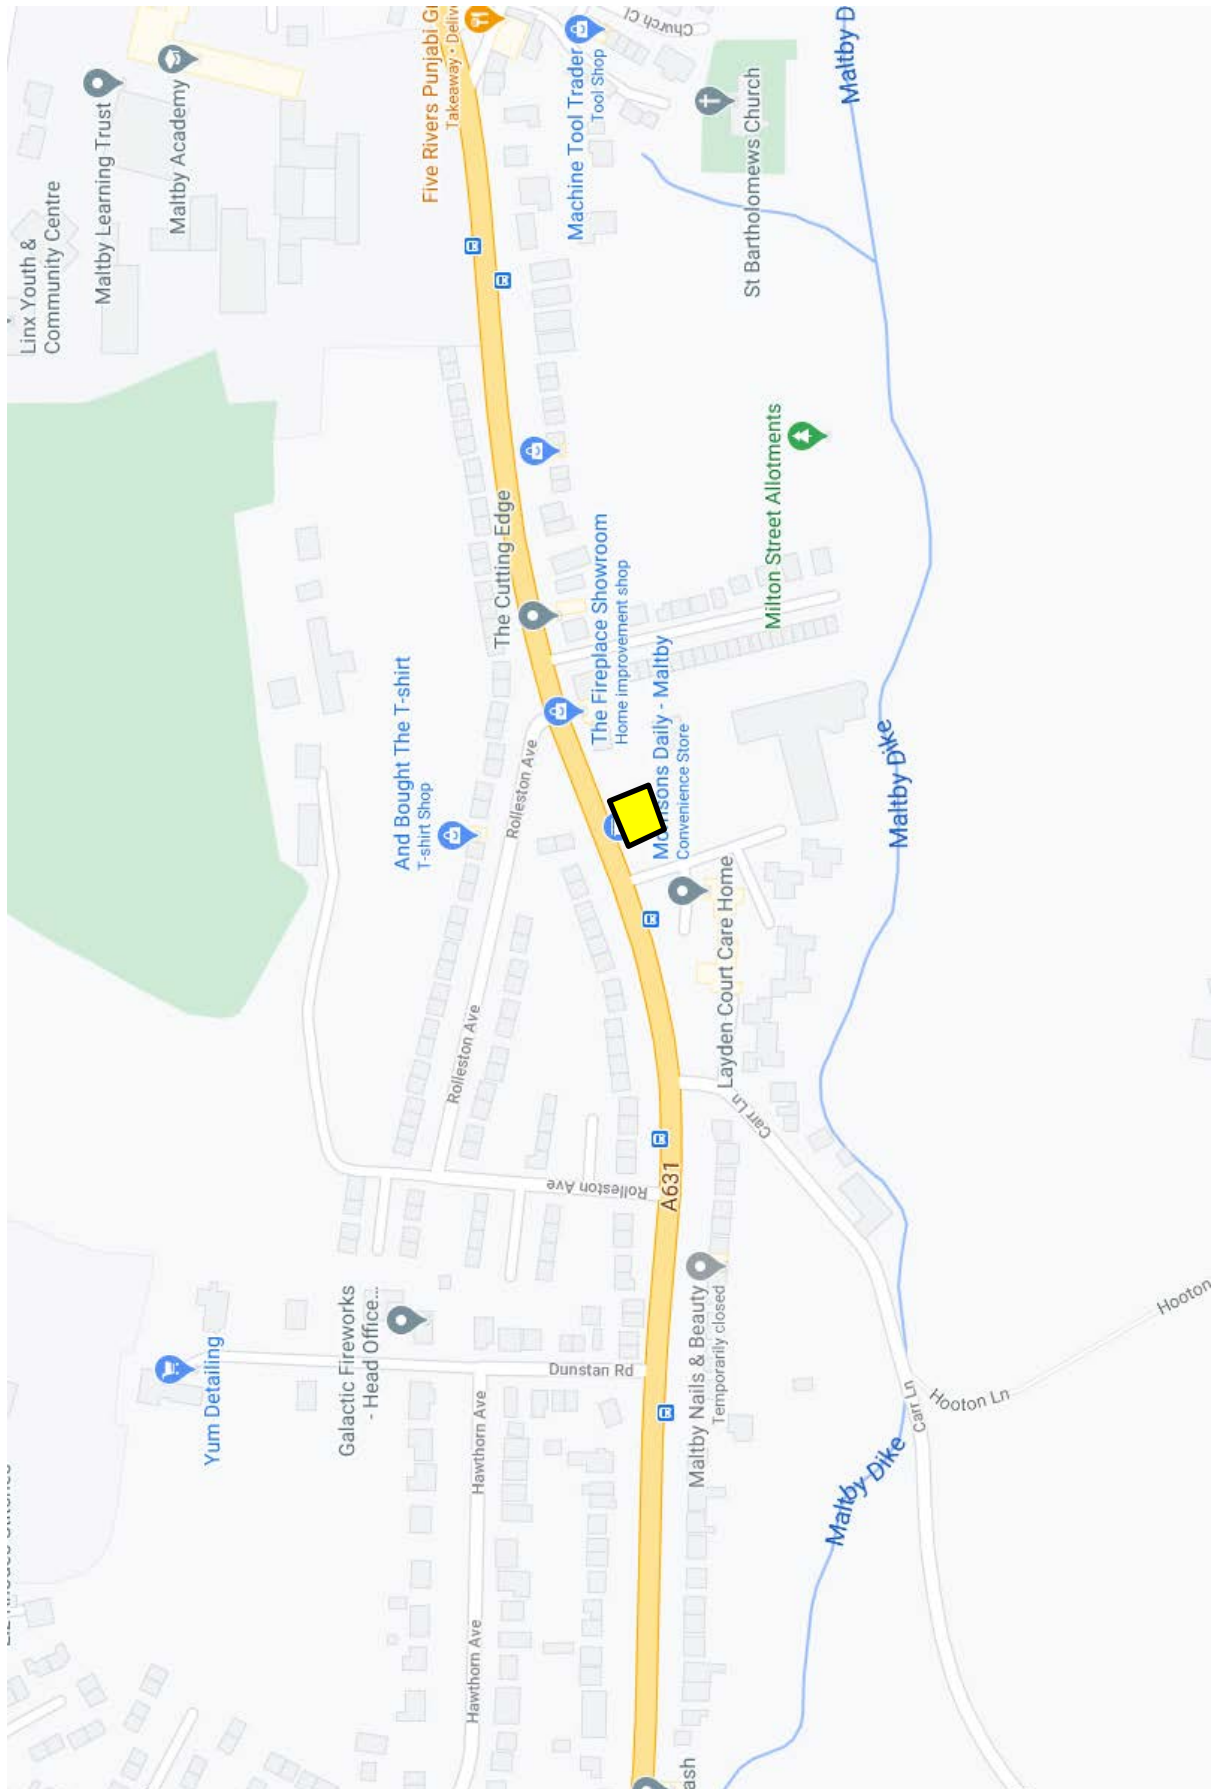 Linx Youth &
Community Centre
Maltby Learning Trust
Maltby Academy
Five Rivers Punjabi
Takeaway
Machine Tool Trader
Tool Shop
Church Cl
St Bartholomews Church
Maltby D
The Cutting Edge
The Fireplace Showroom
Home improvement shop
Milton Street Allotments
And Bought The T-shirt
T-shirt Shop
Rolleston Ave
Daily - Maltby
Convenience Store
Maltby Dike
Layden Court Care Home
Rolleston Ave
Carr Ln
Rolleston Ave
A631
Yum Detailing
Galactic Fireworks
- Head Office...
Dunstan Rd
Maltby Nails & Beauty
Temporarily closed
Hooton
Hawthorn Ave
Carr Ln
Hooton Ln
Maltby Dike
Hawthorn Ave
ash